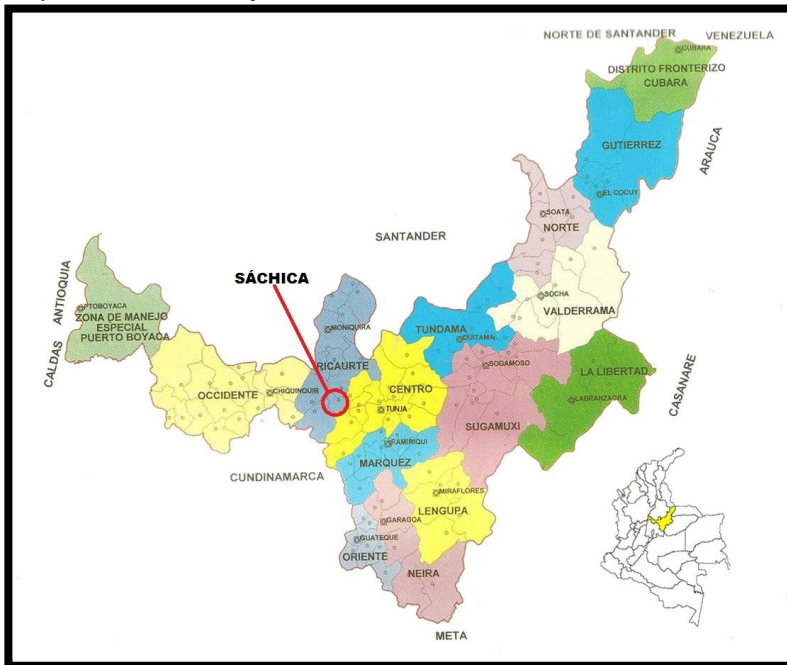 NORTE DE SANTANDER
VENEZUELA
CUBARA
DISTRITO FRONTERIZO
CUBARA
GUTIERREZ
ARAUCA
EL COCUY
SOATA
NORTE
SANTANDER
SÁCHICA
ANTIOQUIA
CALDAS
PTOBOYACA
ZONA DE MANEJO
ESPECIAL
PUERTO BOYACA
MONIQUIRA
TUNDAMA
DUITAMA
SOCHA
VALDERRAMA
RICAURTE
SOGAMOSO
LA LIBERTAD
CASANARE
OCCIDENTE
CHIQUINQUIR
CENTRO
TUNJA
LABRANZAGRA
SUGAMUXI
RAMIRIQUI
MARQUEZ
CUNDINAMARCA
MIRAFLORES
LENGUPA
GARAGOA
GUATEQUE
ORIENTE
NEIRA
META